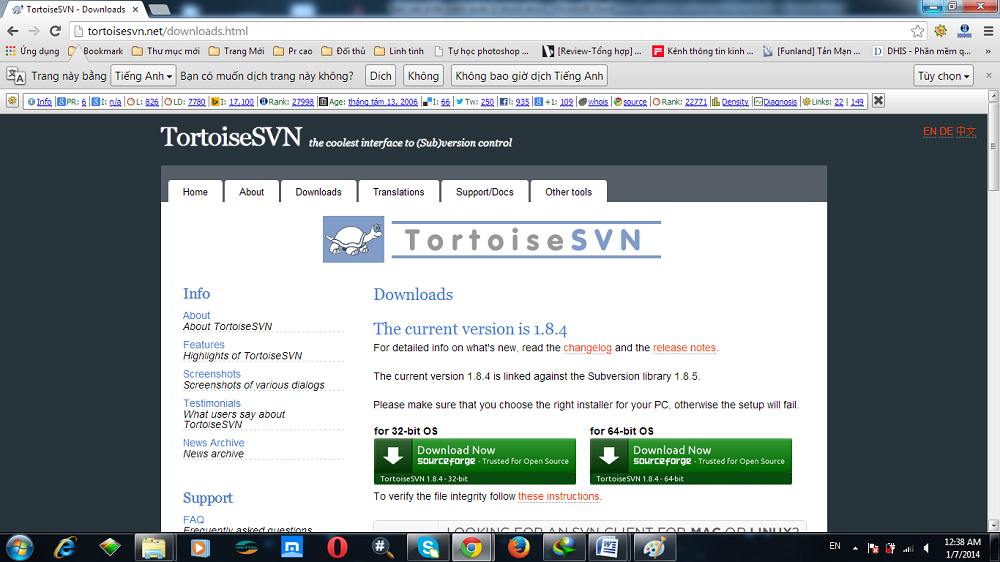 TortoiseSVN - Downloads
tortoisesvn.net/downloads.html
Ứng dụng Bookmark Thư mục mới Trang Mới Pr cao Đối thủ Linh tinh Tự học photoshop ... [Review-Tổng hợp] ... Kênh thông tin kinh ... [Funland] Tản Mạn ... DHIS - Phần mềm q...
Trang này bằng Tiếng Anh Bạn có muốn dịch trang này không? Dịch Không Không bao giờ dịch Tiếng Anh Tùy chọn
Info PR: 6 I: n/a L: 826 LD: 7780 I: 17,100 Rank: 27998 Age: tháng tám 13, 2006 I: 66 Tw: 250 l: 935 +1: 109 whois source Rank: 22771 Density Diagnosis Links: 22 149
TortoiseSVN the coolest interface to (Sub)version control
EN DE 中文
Home About Downloads Translations Support/Docs Other tools
TortoiseSVN
Info
About
About TortoiseSVN
Features
Highlights of TortoiseSVN
Screenshots
Screenshots of various dialogs
Testimonials
What users say about
TortoiseSVN
News Archive
News archive
Support
FAQ
Frequently asked questions
Downloads
The current version is 1.8.4
For detailed info on what's new, read the changelog and the release notes.
The current version 1.8.4 is linked against the Subversion library 1.8.5.
Please make sure that you choose the right installer for your PC, otherwise the setup will fail.
for 32-bit OS for 64-bit OS
Download Now Download Now
sourceforge - Trusted for Open Source sourceforge - Trusted for Open Source
TortoiseSVN 1.8.4 - 32-bit TortoiseSVN 1.8.4 - 64-bit
To verify the file integrity follow these instructions.
LOOKING FOR AN SVN CLIENT FOR MAC OR LINUX?
EN
12:38 AM
1/7/2014